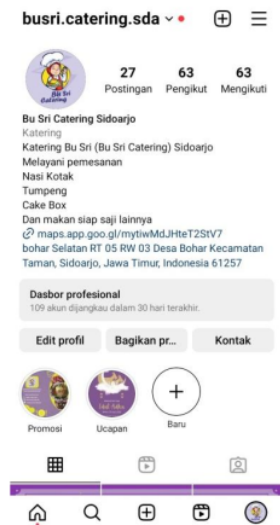 busri.catering.sda
27
63
63
Postingan
Pengikut
Mengikuti
Bu Sri
Catering
Bu Sri Catering Sidoarjo
Katering
Katering Bu Sri (Bu Sri Catering) Sidoarjo
Melayani pemesanan
Nasi Kotak
Tumpeng
Cake Box
Dan makan siap saji lainnya
maps.app.goo.gl/mytiwMdJHteT2StV7
bohar Selatan RT 05 RW 03 Desa Bohar Kecamatan
Taman, Sidoarjo, Jawa Timur, Indonesia 61257
Dasbor profesional
109 akun dijangkau dalam 30 hari terakhir.
Edit profil
Bagikan pr...
Kontak
Promosi
Ucapan
Baru